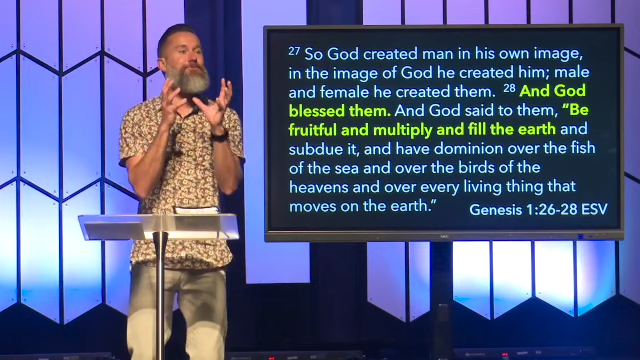 27 So God created man in his own image,
in the image of God he created him; male
and female he created them. 28 And God
blessed them. And God said to them, “Be
fruitful and multiply and fill the earth and
subdue it, and have dominion over the fish
of the sea and over the birds of the
heavens and over every living thing that
moves on the earth.”
Genesis 1:26-28 ESV